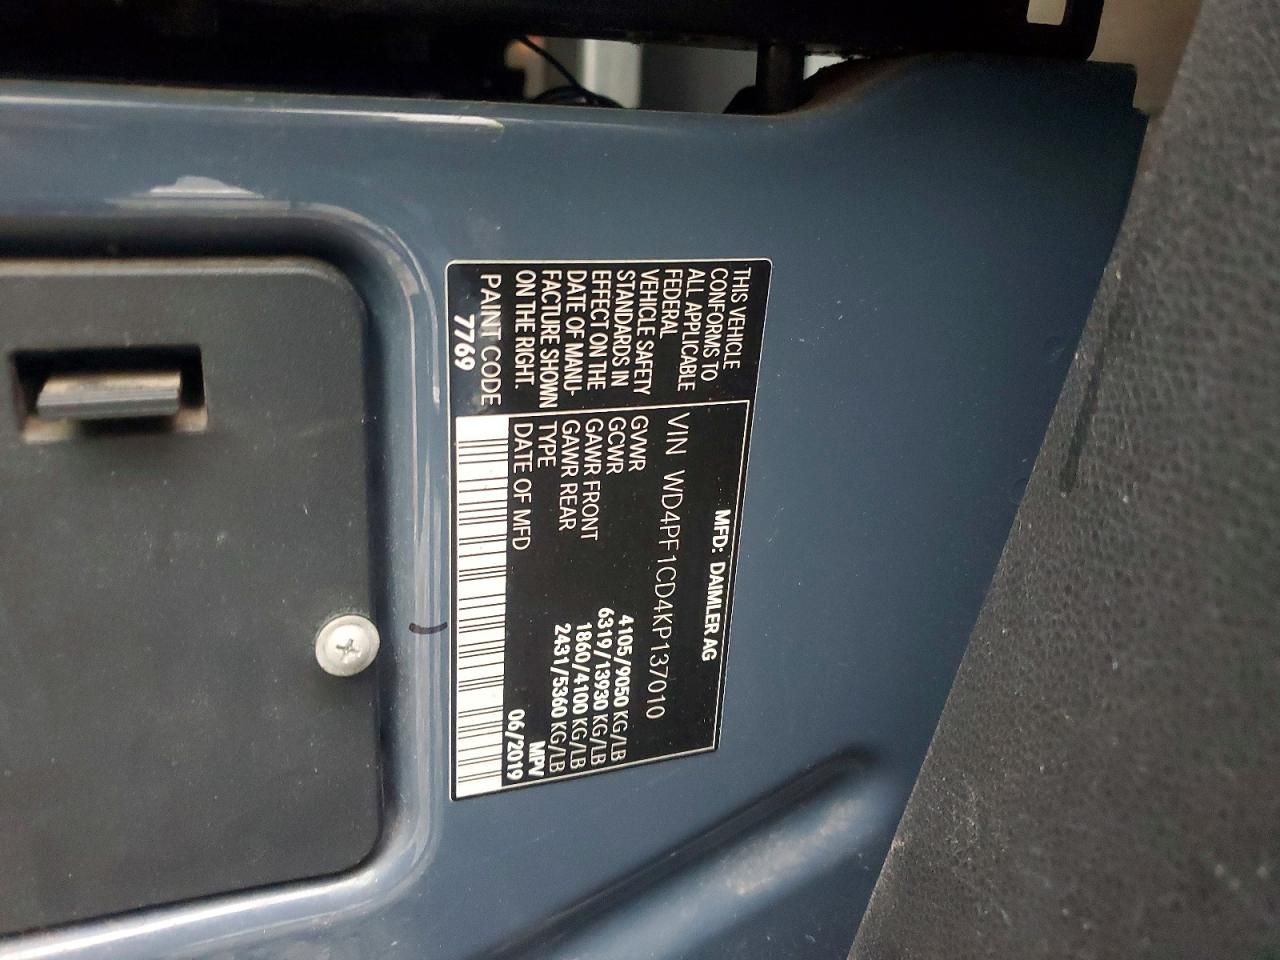 THIS VEHICLE
CONFORMS TO
ALL APPLICABLE
FEDERAL
VEHICLE SAFETY
STANDARDS IN
EFFECT ON THE
DATE OF MANU-
FACTURE SHOWN
ON THE RIGHT.
PAINT CODE
7769
MFD: DAIMLER AG
VIN WD4PF1CD4KP137010
GVWR 4105/9050 KG/LB
GCWR 6319/13930 KG/LB
GAWR FRONT 1860/4100 KG/LB
GAWR REAR 2431/5360 KG/LB
TYPE MPV
DATE OF MFD 06/2019